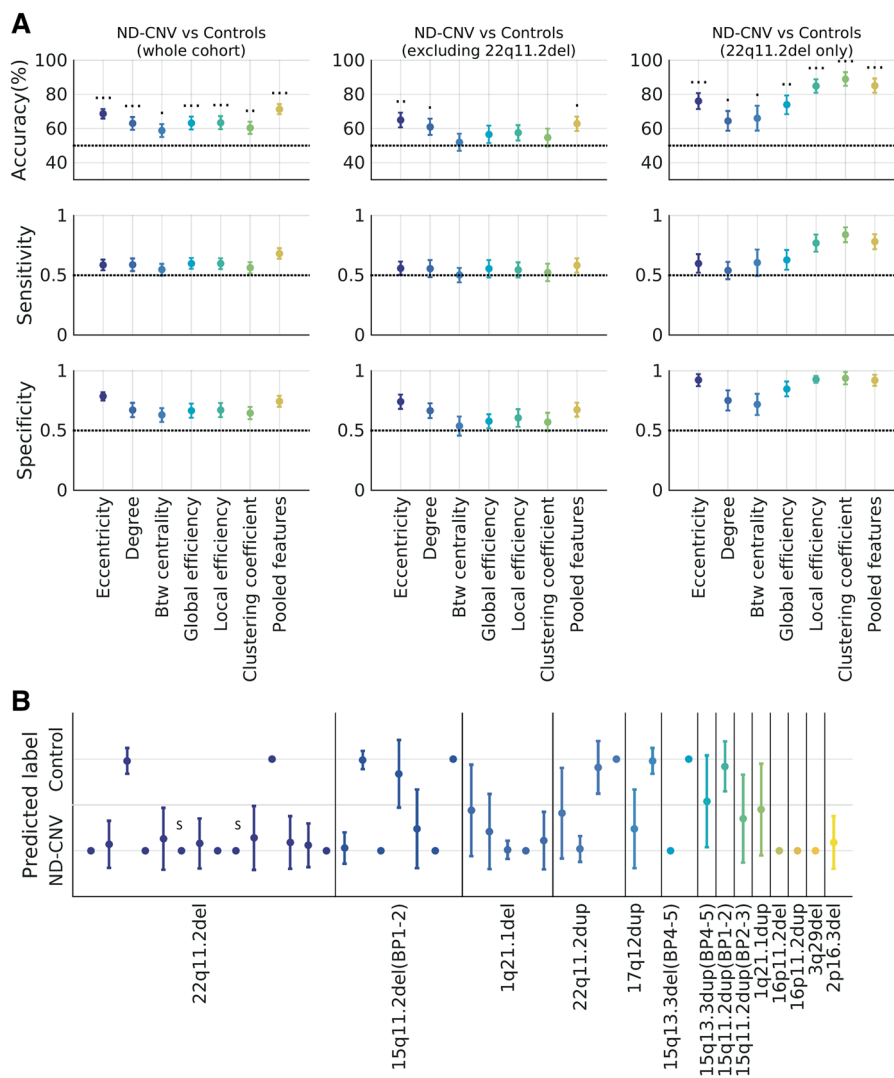 A
ND-CNV vs Controls
(whole cohort)
ND-CNV vs Controls
(excluding 22q11.2del)
ND-CNV vs Controls
(22q11.2del only)
Accuracy(%)
100
80
60
40
100
80
60
40
100
80
60
40
Sensitivity
1
0.5
0
1
0.5
0
1
0.5
0
Specificity
1
0.5
0
1
0.5
0
1
0.5
0
Eccentricity
Degree
Btw centrality
Global efficiency
Local efficiency
Clustering coefficient
Pooled features
Eccentricity
Degree
Btw centrality
Global efficiency
Local efficiency
Clustering coefficient
Pooled features
Eccentricity
Degree
Btw centrality
Global efficiency
Local efficiency
Clustering coefficient
Pooled features
B
Predicted label
Control
ND-CNV
S
S
22q11.2del
15q11.2del(BP1-2)
1q21.1del
22q11.2dup
17q12dup
15q13.3del(BP4-5)
15q13.3dup(BP4-5)
15q11.2dup(BP1-2)
15q11.2dup(BP2-3)
1q21.1dup
16p11.2del
16p11.2dup
3q29del
2p16.3del